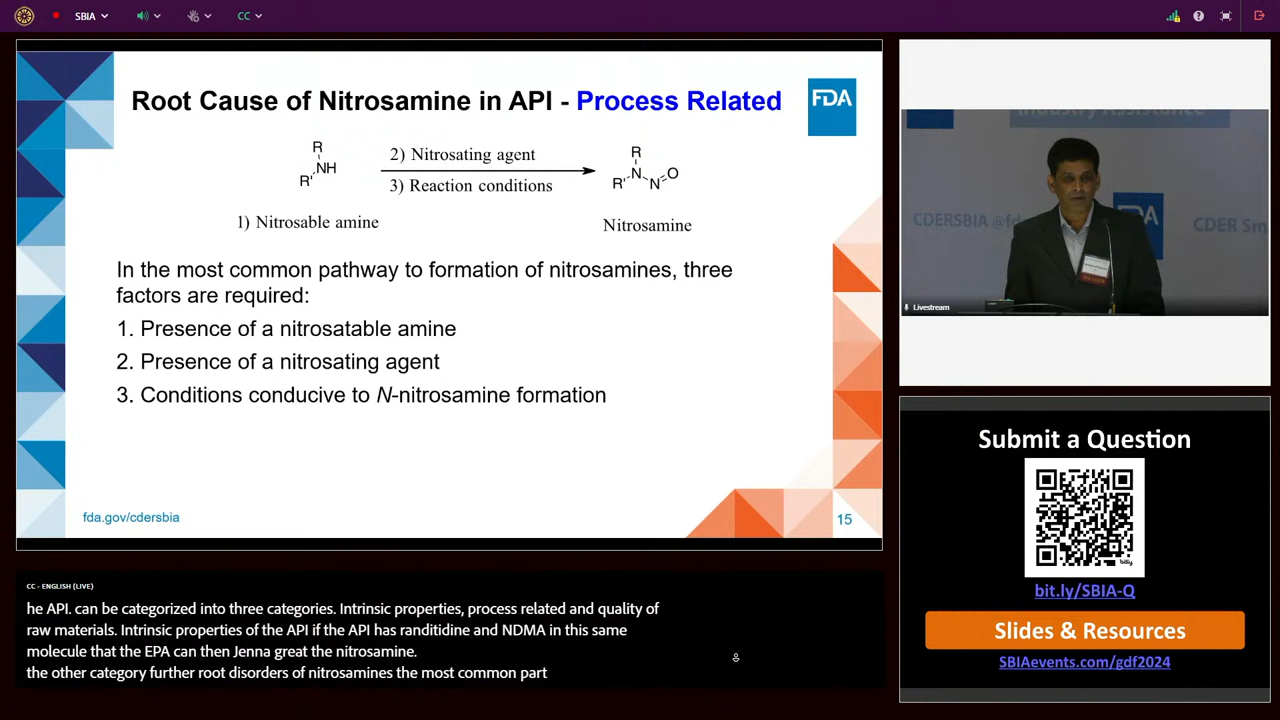 SBIA
CC
Root Cause of Nitrosamine in API - Process Related
FDA
R
NH
R'
2) Nitrosating agent
3) Reaction conditions
R
R'
N
N
O
1) Nitrosable amine
Nitrosamine
In the most common pathway to formation of nitrosamines, three
factors are required:
1. Presence of a nitrosatable amine
2. Presence of a nitrosating agent
3. Conditions conducive to N-nitrosamine formation
fda.gov/cdersbia
15
Industry Assistance
CDERSBIA @fd
DA
CDER Sm
Livestream
Submit a Question
bitly
bit.ly/SBIA-Q
Slides & Resources
SBIAevents.com/gdf2024
CC - ENGLISH (LIVE)
he API. can be categorized into three categories. Intrinsic properties, process related and quality of
raw materials. Intrinsic properties of the API if the API has randitidine and NDMA in this same
molecule that the EPA can then Jenna great the nitrosamine.
the other category further root disorders of nitrosamines the most common part